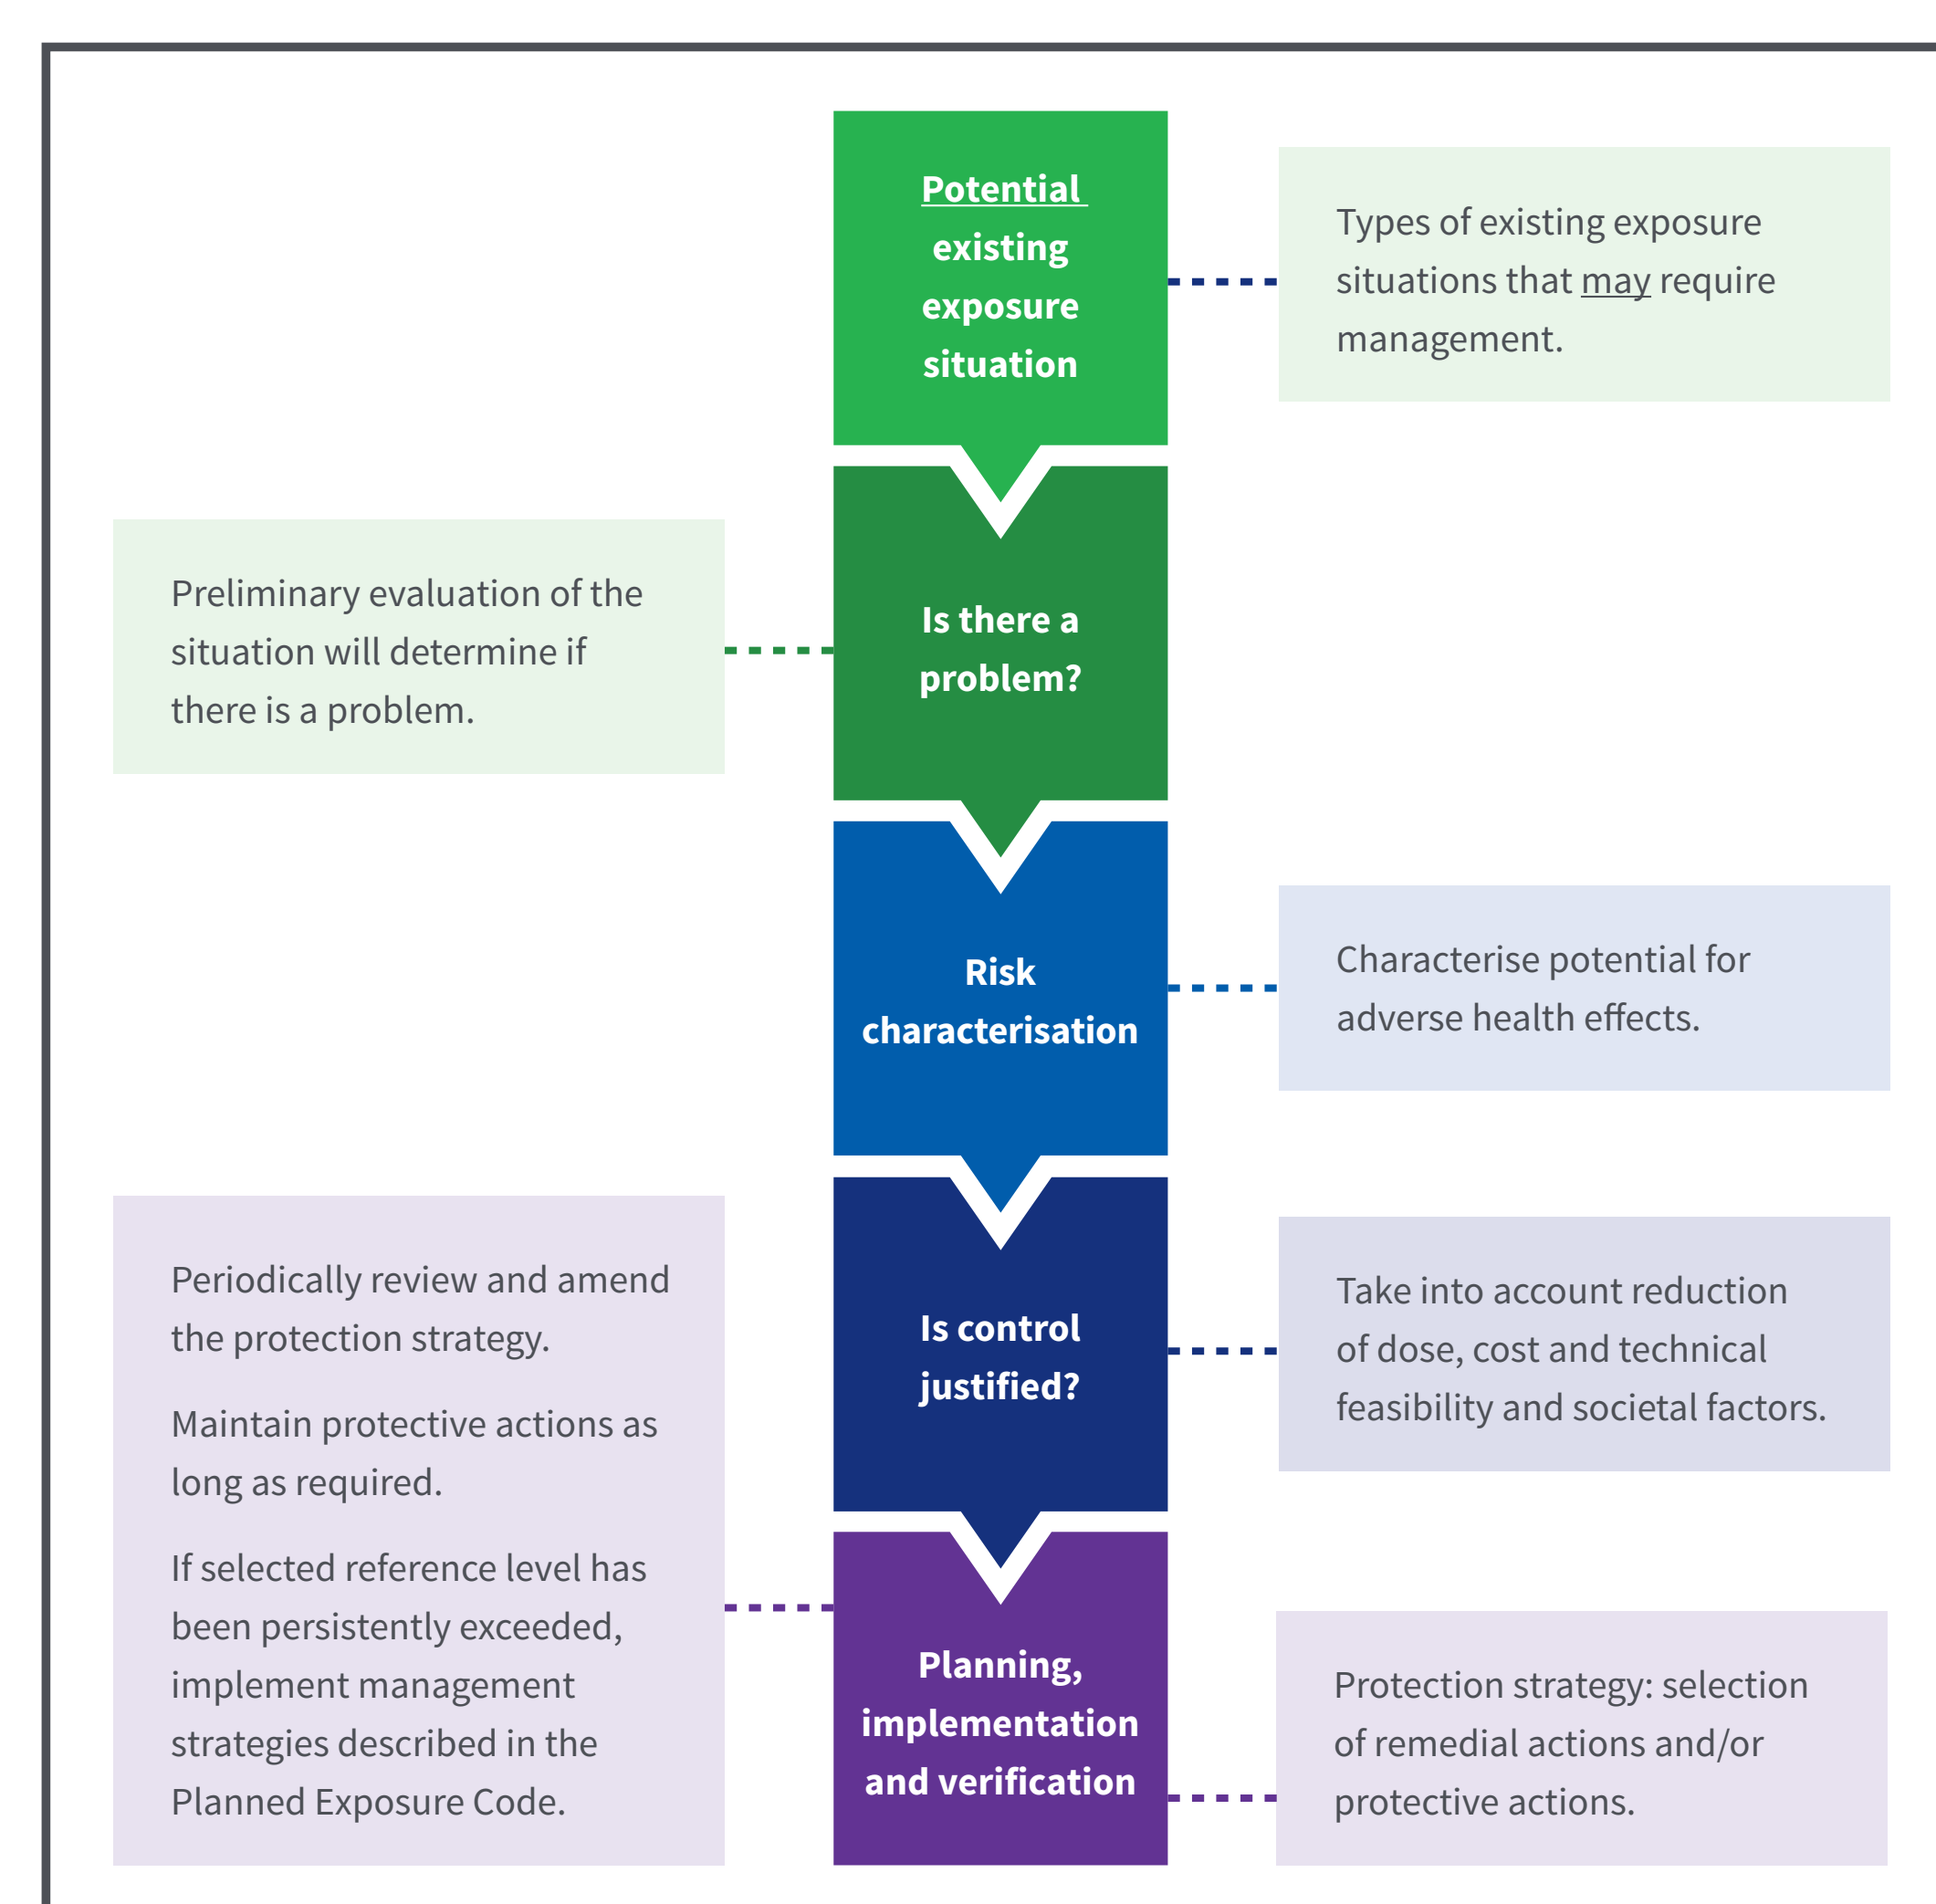 Potential
existing
exposure
situation
Types of existing exposure
situations that may require
management.
Is there a
problem?
Preliminary evaluation of the
situation will determine if
there is a problem.
Risk
characterisation
Characterise potential for
adverse health effects.
Is control
justified?
Take into account reduction
of dose, cost and technical
feasibility and societal factors.
Planning,
implementation
and verification
Periodically review and amend
the protection strategy.
Maintain protective actions as
long as required.
If selected reference level has
been persistently exceeded,
implement management
strategies described in the
Planned Exposure Code.
Protection strategy: selection
of remedial actions and/or
protective actions.